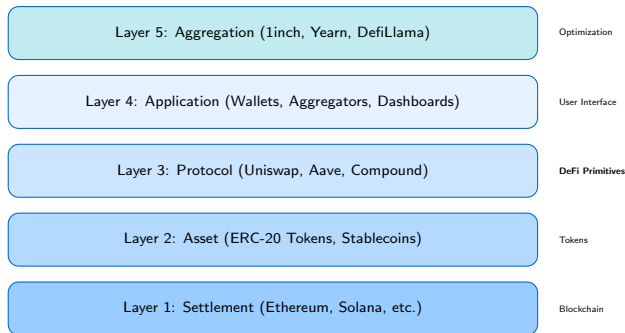 Layer 5: Aggregation (1inch, Yearn, DefiLlama)
Optimization
Layer 4: Application (Wallets, Aggregators, Dashboards)
User Interface
Layer 3: Protocol (Uniswap, Aave, Compound)
DeFi Primitives
Layer 2: Asset (ERC-20 Tokens, Stablecoins)
Tokens
Layer 1: Settlement (Ethereum, Solana, etc.)
Blockchain